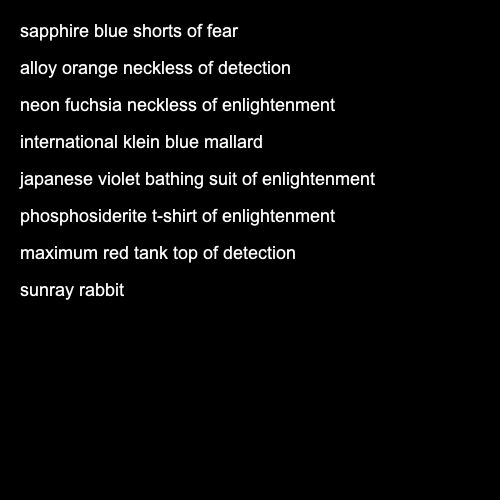 sapphire blue shorts of fear
alloy orange neckless of detection
neon fuchsia neckless of enlightenment
international klein blue mallard
japanese violet bathing suit of enlightenment
phosphosiderite t-shirt of enlightenment
maximum red tank top of detection
sunray rabbit